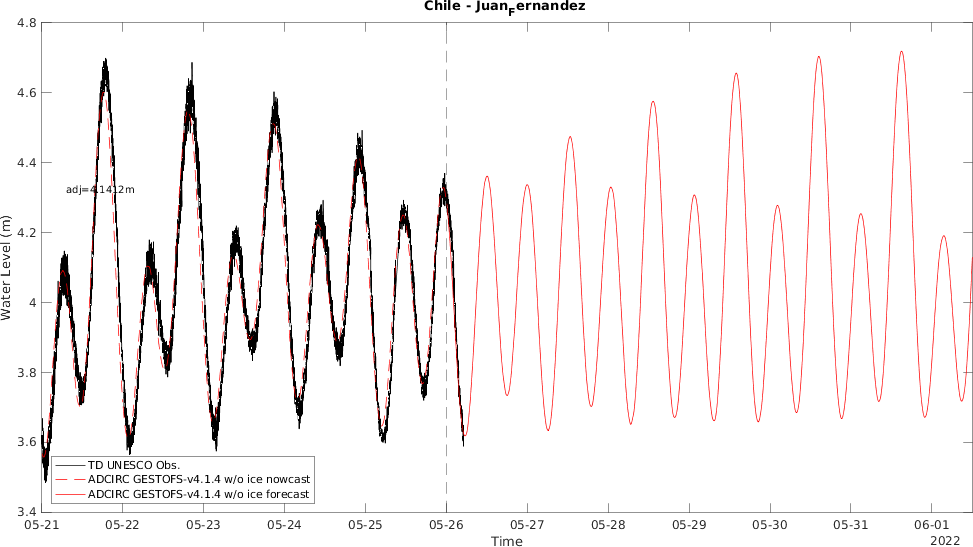 Chile - JuanFernandez
4.8
4.6
4.4
4.2
4
3.8
3.6
3.4
Water Level (m)
adj=4.1412m
TD UNESCO Obs.
ADCIRC GESTOFS-v4.1.4 w/o ice nowcast
ADCIRC GESTOFS-v4.1.4 w/o ice forecast
05-21 05-22 05-23 05-24 05-25 05-26 05-27 05-28 05-29 05-30 05-31 06-01
Time
2022